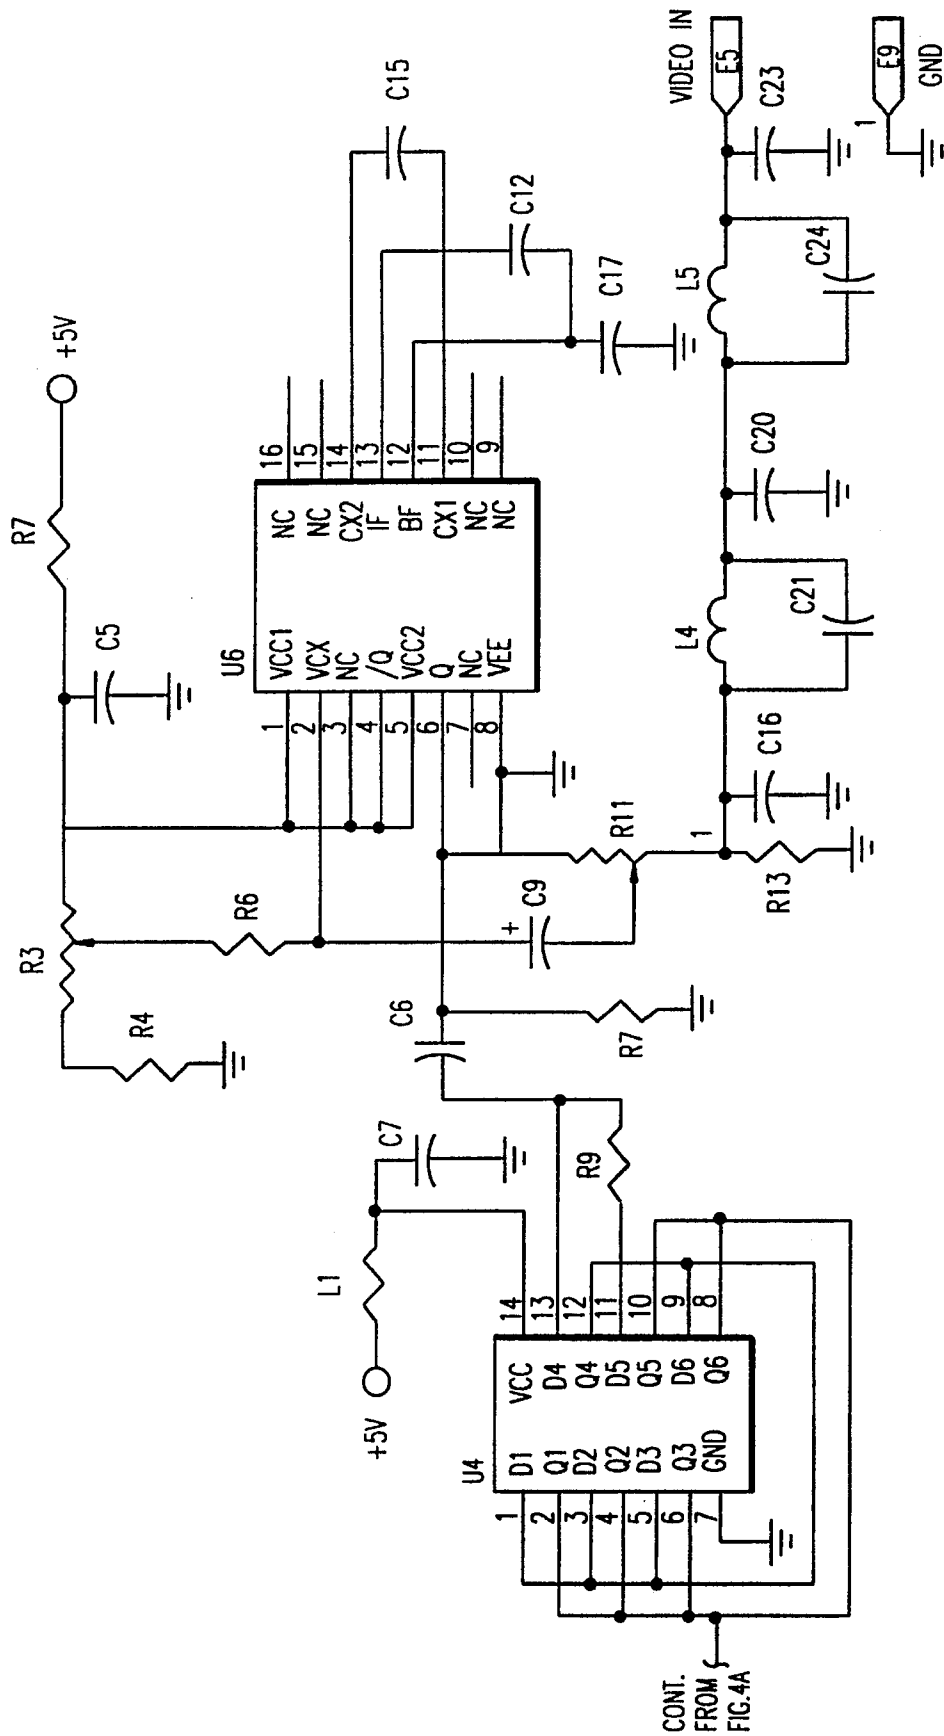 +5V
R7
C5
R3
R4
R6
U6
VCC1
VCX
NC
/Q
VCC2
Q
NC
VEE
1
2
3
4
5
6
7
8
NC
NC
CX2
IF
BF
CX1
NC
NC
16
15
14
13
12
11
10
9
C15
C12
C17
+
C9
R11
1
R13
C16
L4
C21
C20
L5
C24
C23
VIDEO IN
E5
E9
1
GND
C6
R7
C7
L1
+5V
R9
U4
D1
Q1
D2
Q2
D3
Q3
GND
1
2
3
4
5
6
7
VCC
D4
Q4
D5
Q5
D6
Q6
14
13
12
11
10
9
8
CONT.
FROM
FIG.4A